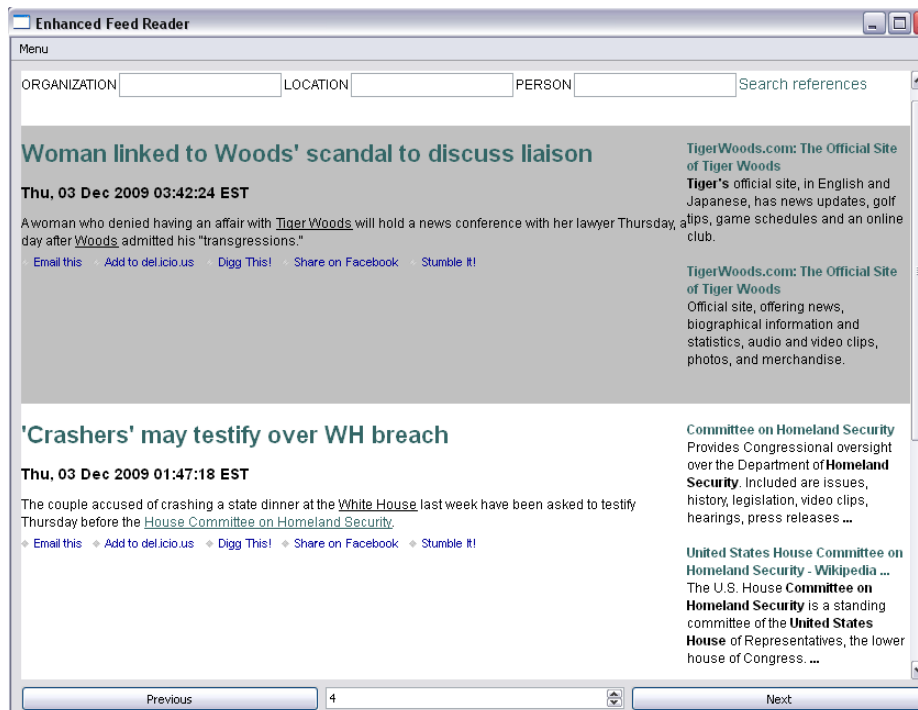 Enhanced Feed Reader
Menu
ORGANIZATION LOCATION PERSON Search references
Woman linked to Woods' scandal to discuss liaison
Thu, 03 Dec 2009 03:42:24 EST
A woman who denied having an affair with Tiger Woods will hold a news conference with her lawyer Thursday, a
day after Woods admitted his "transgressions."
Email this Add to del.icio.us Digg This! Share on Facebook Stumble It!
TigerWoods.com: The Official Site
of Tiger Woods
Tiger's official site, in English and
Japanese, has news updates, golf
tips, game schedules and an online
club.
TigerWoods.com: The Official Site
of Tiger Woods
Official site, offering news,
biographical information and
statistics, audio and video clips,
photos, and merchandise.
'Crashers' may testify over WH breach
Thu, 03 Dec 2009 01:47:18 EST
The couple accused of crashing a state dinner at the White House last week have been asked to testify
Thursday before the House Committee on Homeland Security.
Email this Add to del.icio.us Digg This! Share on Facebook Stumble It!
Committee on Homeland Security
Provides Congressional oversight
over the Department of Homeland
Security. Included are issues,
history, legislation, video clips,
hearings, press releases ...
United States House Committee on
Homeland Security - Wikipedia ...
The U.S. House Committee on
Homeland Security is a standing
committee of the United States
House of Representatives, the lower
house of Congress. ...
Previous 4 Next